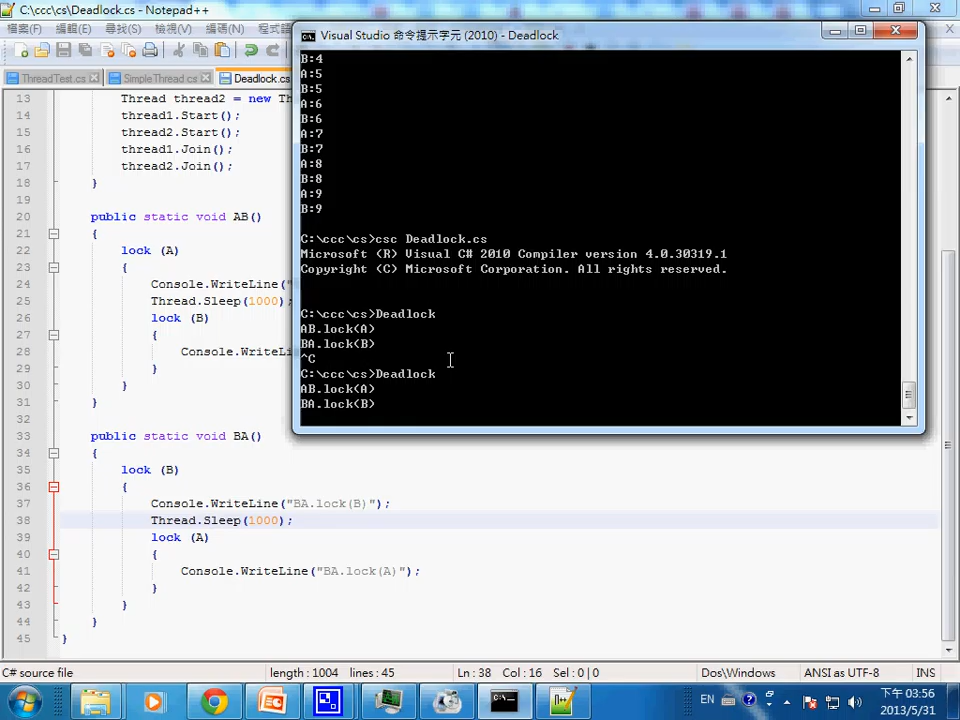 C:\ccc\cs\Deadlock.cs - Notepad++
檔案(F) 編輯(E) 尋找(S) 檢視(V) 編碼(N) 程式語
ThreadTest.cs SimpleThread.cs Deadlock.cs
13 Thread thread2 = new Th
14 thread1.Start();
15 thread2.Start();
16 thread1.Join();
17 thread2.Join();
18 }
19
20 public static void AB()
21 {
22 lock (A)
23 {
24 Console.WriteLine("
25 Thread.Sleep(1000);
26 lock (B)
27 {
28 Console.WriteLi
29 }
30 }
31 }
32
33 public static void BA()
34 {
35 lock (B)
36 {
37 Console.WriteLine("BA.lock(B)");
38 Thread.Sleep(1000);
39 lock (A)
40 {
41 Console.WriteLine("BA.lock(A)");
42 }
43 }
44 }
45 }
Visual Studio 命令提示字元 (2010) - Deadlock
B:4
A:5
B:5
A:6
B:6
A:7
B:7
A:8
B:8
A:9
B:9
C:\ccc\cs>csc Deadlock.cs
Microsoft (R) Visual C# 2010 Compiler version 4.0.30319.1
Copyright (C) Microsoft Corporation. All rights reserved.
C:\ccc\cs>Deadlock
AB.lock(A)
BA.lock(B)
^C
C:\ccc\cs>Deadlock
AB.lock(A)
BA.lock(B)
C# source file length : 1004 lines : 45 Ln : 38 Col : 16 Sel : 0 | 0 Dos\Windows ANSI as UTF-8 INS
EN 下午 03:56
2013/5/31